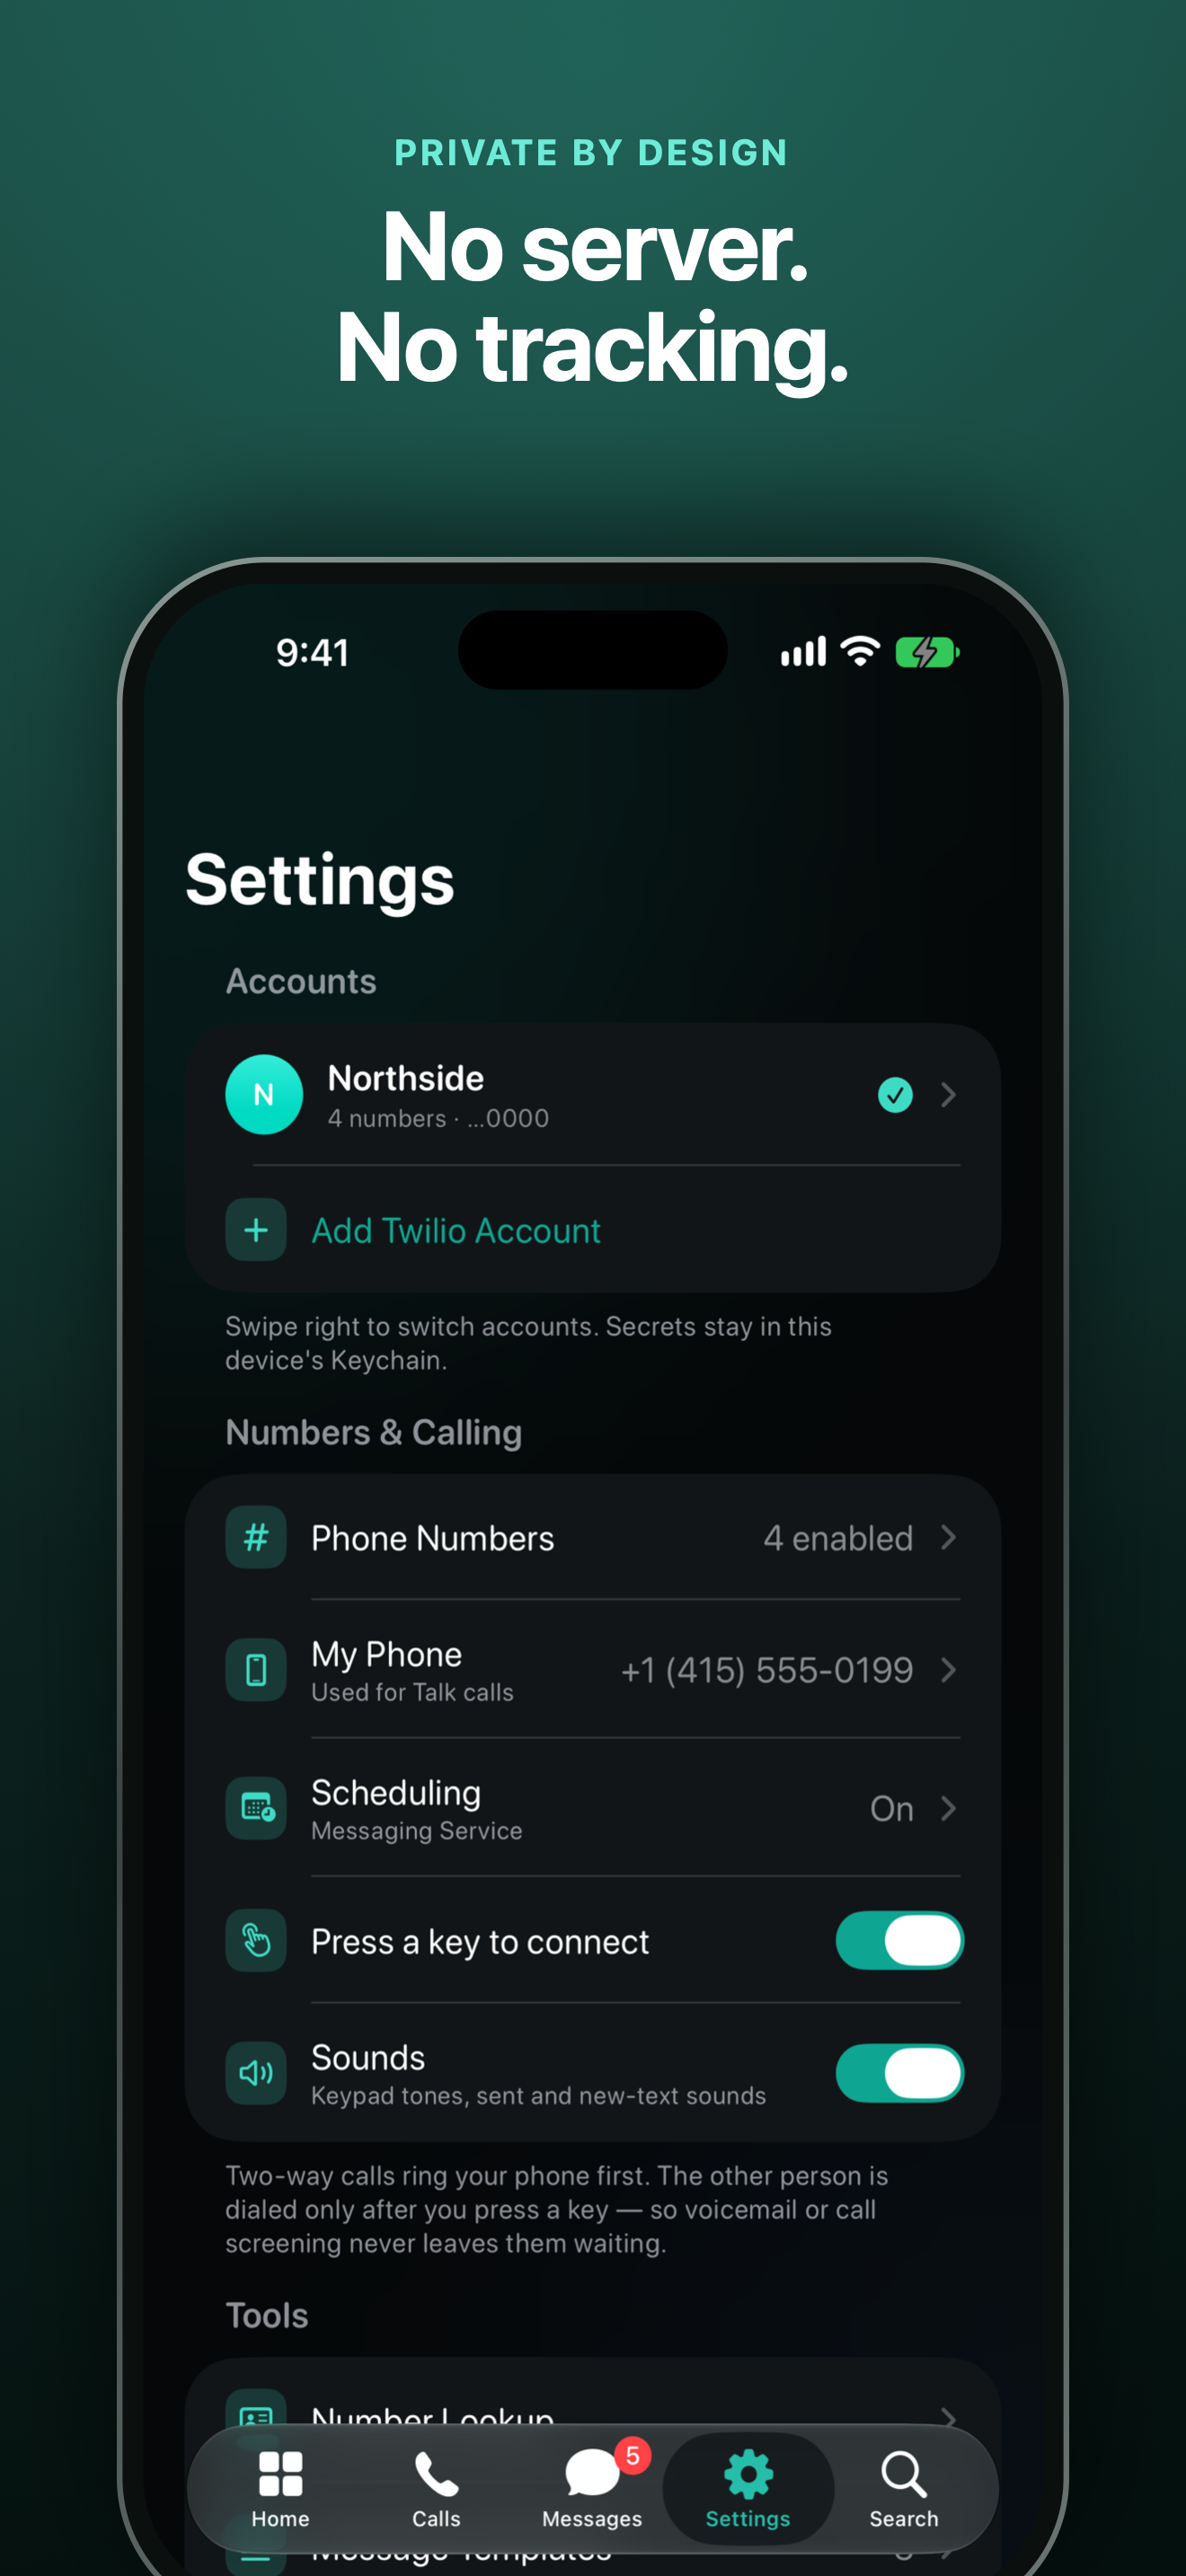 PRIVATE BY DESIGN
No server.
No tracking.
9:41
Settings
Accounts
N
Northside
4 numbers · ...0000
Add Twilio Account
Swipe right to switch accounts. Secrets stay in this
device's Keychain.
Numbers & Calling
Phone Numbers
4 enabled
My Phone
Used for Talk calls
+1 (415) 555-0199
Scheduling
Messaging Service
On
Press a key to connect
Sounds
Keypad tones, sent and new-text sounds
Two-way calls ring your phone first. The other person is
dialed only after you press a key — so voicemail or call
screening never leaves them waiting.
Tools
Number Lookup
5
Home
Calls
Messages
Settings
Search
Message Templates